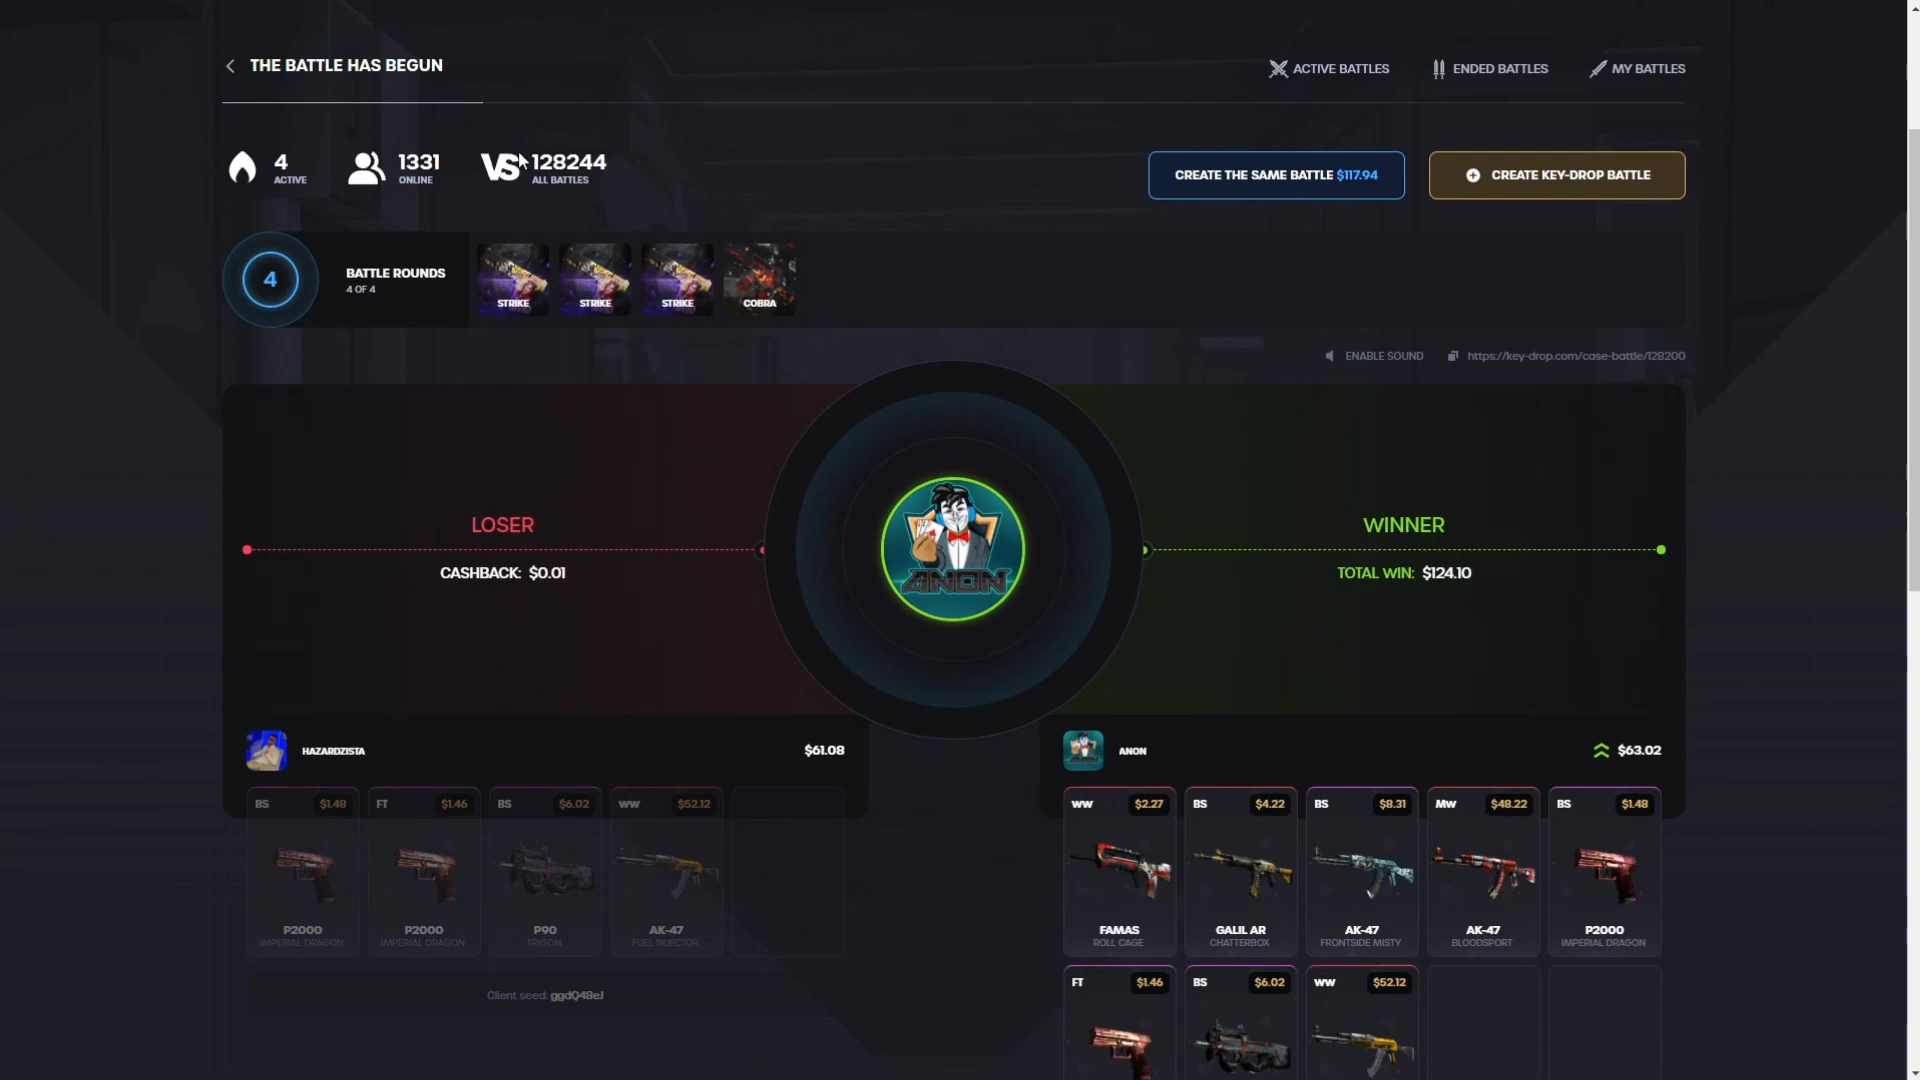 THE BATTLE HAS BEGUN
ACTIVE BATTLES
ENDED BATTLES
MY BATTLES
4
ACTIVE
1331
ONLINE
VS
128244
ALL BATTLES
CREATE THE SAME BATTLE $117.94
CREATE KEY-DROP BATTLE
4
BATTLE ROUNDS
4 OF 4
STRIKE
STRIKE
STRIKE
COBRA
ENABLE SOUND
https://key-drop.com/case-battle/128200
LOSER
CASHBACK: $0.01
ANON
WINNER
TOTAL WIN: $124.10
HAZARDZISTA
$61.08
BS $1.48
FT $1.46
BS $6.02
WW $52.12
P2000
IMPERIAL DRAGON
P2000
IMPERIAL DRAGON
P90
TRIGON
AK-47
FUEL INJECTOR
Client seed: ggdQ48eJ
ANON
$63.02
WW $2.27
BS $4.22
BS $8.31
MW $48.22
BS $1.48
FAMAS
ROLL CAGE
GALIL AR
CHATTERBOX
AK-47
FRONTSIDE MISTY
AK-47
BLOODSPORT
P2000
IMPERIAL DRAGON
FT $1.46
BS $6.02
WW $52.12